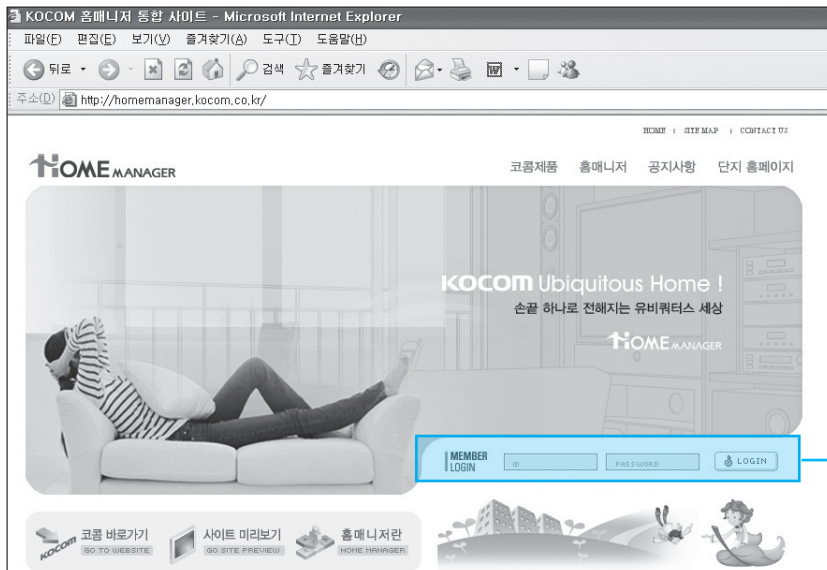 KOCOM 홈매니저 통합 사이트 - Microsoft Internet Explorer
파일(F) 편집(E) 보기(V) 즐겨찾기(A) 도구(T) 도움말(H)
뒤로 검색 즐겨찾기
주소(D) http://homemanager.kocom.co.kr/
HOME | SITE MAP | CONTACT US
HOME MANAGER 코콤제품 홈매니저 공지사항 단지 홈페이지
KOCOM Ubiquitous Home !
손끝 하나로 전해지는 유비쿼터스 세상
HOME MANAGER
MEMBER LOGIN ID PASSWORD LOGIN
코콤 바로가기 사이트 미리보기 홈매니저란
KOCOM GO TO WEBSITE GO SITE PREVIEW HOME MANAGER